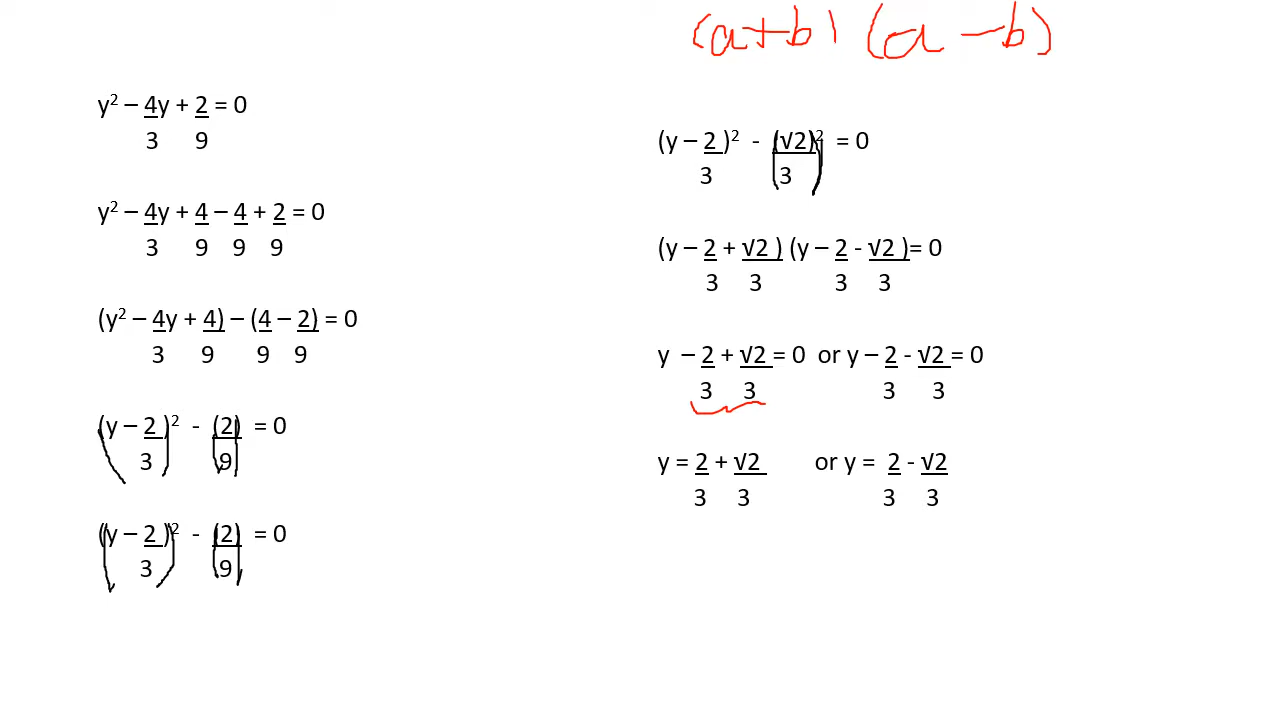 (a+b) (a-b)
y² – 4y + 2 = 0
3 9
y² – 4y + 4 – 4 + 2 = 0
3 9 9 9
(y² – 4y + 4) – (4 – 2) = 0
3 9 9 9
(y – 2 )² - (2) = 0
3 9
(y – 2 )² - (2) = 0
3 9
(y – 2 )² - (√2)² = 0
3 3
(y – 2 + √2 ) (y – 2 - √2 )= 0
3 3 3 3
y – 2 + √2 = 0 or y – 2 - √2 = 0
3 3 3 3
y = 2 + √2 or y = 2 - √2
3 3 3 3